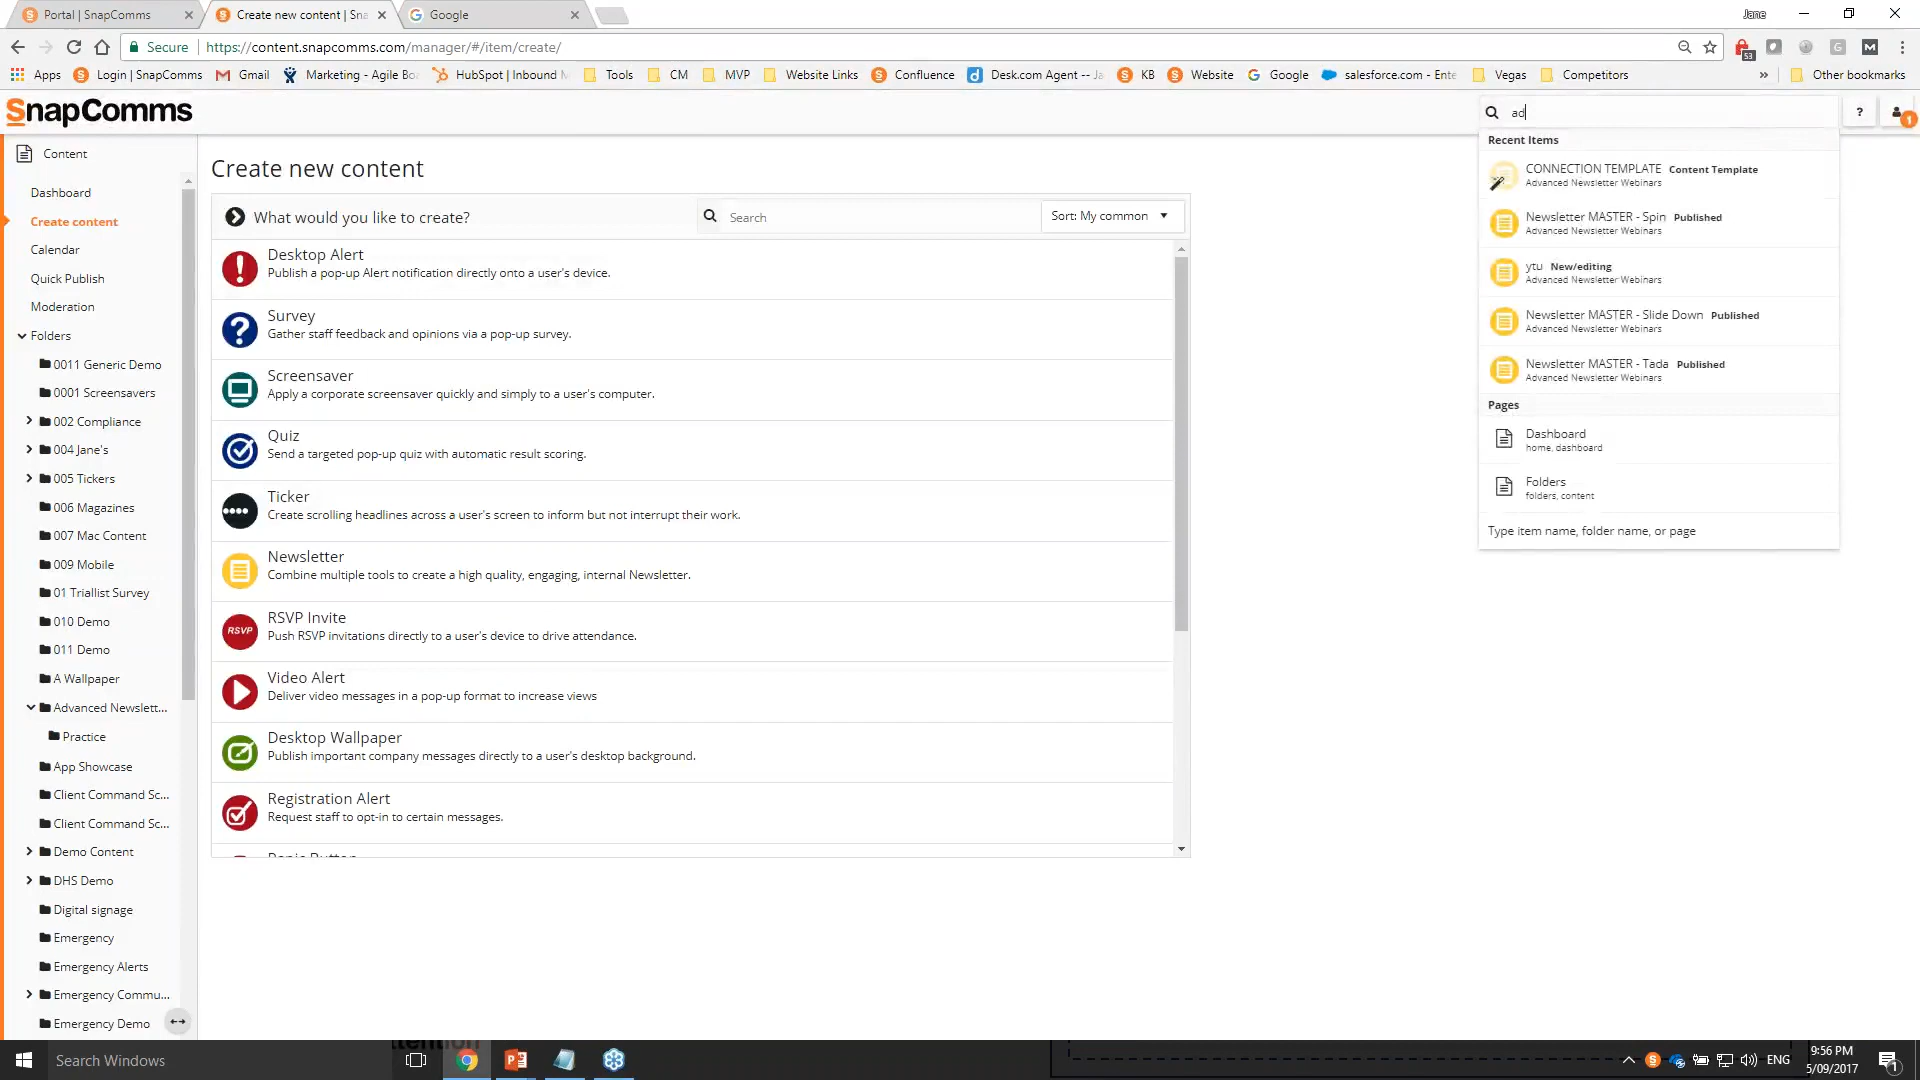 Portal | SnapComms
Create new content | Sna
Google
Jane
Secure
https://content.snapcomms.com/manager/#/item/create/
53
Apps
Login | SnapComms
Gmail
Marketing - Agile Bo
HubSpot | Inbound M
Tools
CM
MVP
Website Links
Confluence
Desk.com Agent -- Ja
KB
Website
Google
salesforce.com - Ente
Vegas
Competitors
»
Other bookmarks
SnapComms
ad
?
1
Content
Dashboard
Create content
Calendar
Quick Publish
Moderation
Folders
0011 Generic Demo
0001 Screensavers
002 Compliance
004 Jane's
005 Tickers
006 Magazines
007 Mac Content
009 Mobile
01 Triallist Survey
010 Demo
011 Demo
A Wallpaper
Advanced Newslett...
Practice
App Showcase
Client Command Sc...
Client Command Sc...
Demo Content
DHS Demo
Digital signage
Emergency
Emergency Alerts
Emergency Commu...
Emergency Demo
Create new content
What would you like to create?
Search
Sort: My common
Desktop Alert
Publish a pop-up Alert notification directly onto a user's device.
Survey
Gather staff feedback and opinions via a pop-up survey.
Screensaver
Apply a corporate screensaver quickly and simply to a user's computer.
Quiz
Send a targeted pop-up quiz with automatic result scoring.
Ticker
Create scrolling headlines across a user's screen to inform but not interrupt their work.
Newsletter
Combine multiple tools to create a high quality, engaging, internal Newsletter.
RSVP
RSVP Invite
Push RSVP invitations directly to a user's device to drive attendance.
Video Alert
Deliver video messages in a pop-up format to increase views
Desktop Wallpaper
Publish important company messages directly to a user's desktop background.
Registration Alert
Request staff to opt-in to certain messages.
Panic Button
Recent Items
CONNECTION TEMPLATE Content Template
Advanced Newsletter Webinars
Newsletter MASTER - Spin Published
Advanced Newsletter Webinars
ytu New/editing
Advanced Newsletter Webinars
Newsletter MASTER - Slide Down Published
Advanced Newsletter Webinars
Newsletter MASTER - Tada Published
Advanced Newsletter Webinars
Pages
Dashboard
home, dashboard
Folders
folders, content
Type item name, folder name, or page
Search Windows
ENG
9:56 PM
5/09/2017
1